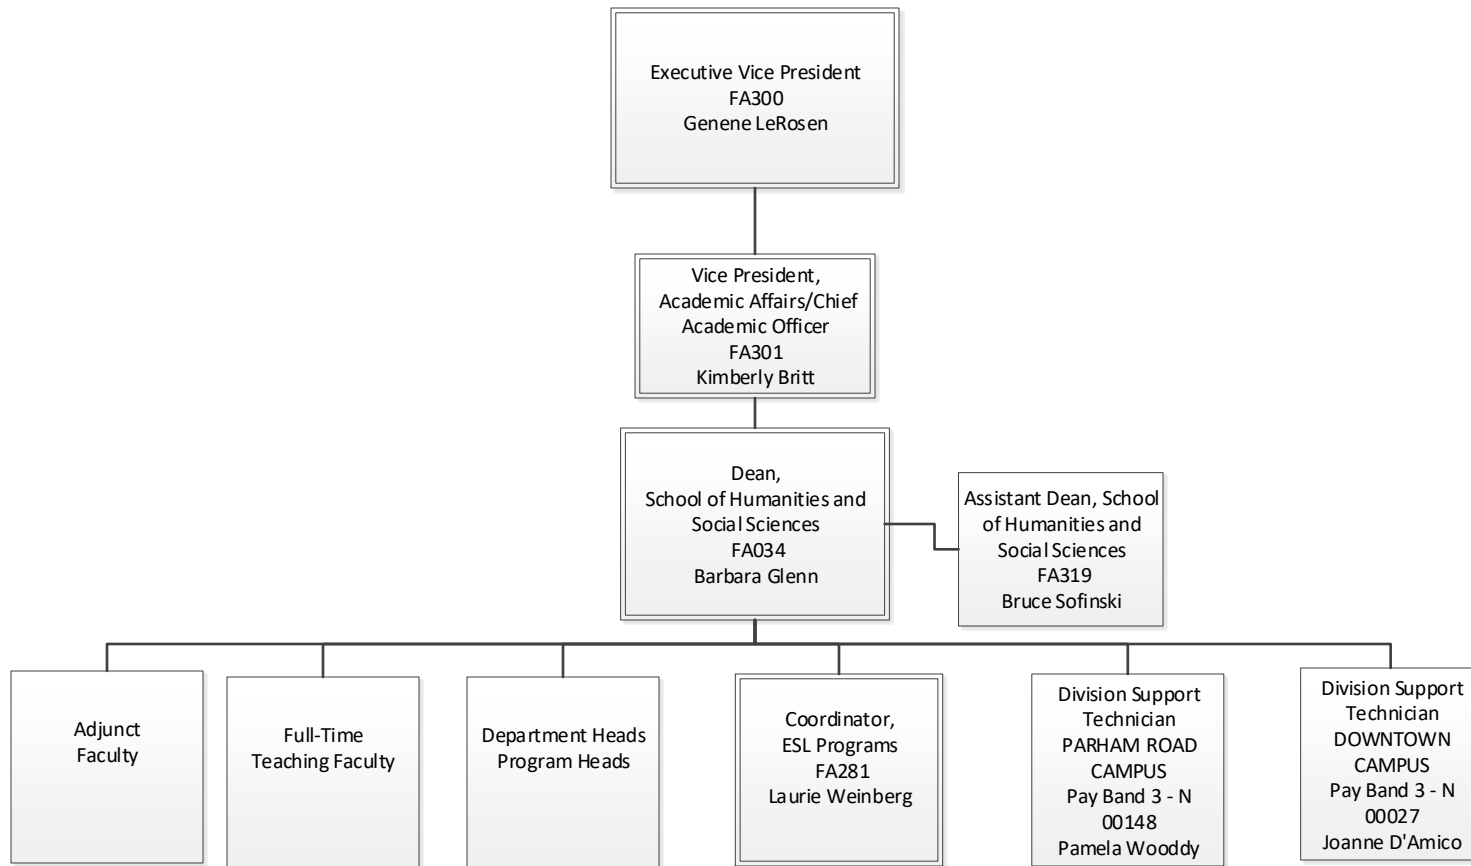 Executive Vice President
FA300
Genene LeRosen
Vice President,
Academic Affairs/Chief
Academic Officer
FA301
Kimberly Britt
Dean,
School of Humanities and
Social Sciences
FA034
Barbara Glenn
Assistant Dean, School
of Humanities and
Social Sciences
FA319
Bruce Sofinski
Adjunct
Faculty
Full-Time
Teaching Faculty
Department Heads
Program Heads
Coordinator,
ESL Programs
FA281
Laurie Weinberg
Division Support
Technician
PARHAM ROAD
CAMPUS
Pay Band 3 - N
00148
Pamela Wooddy
Division Support
Technician
DOWNTOWN
CAMPUS
Pay Band 3 - N
00027
Joanne D'Amico